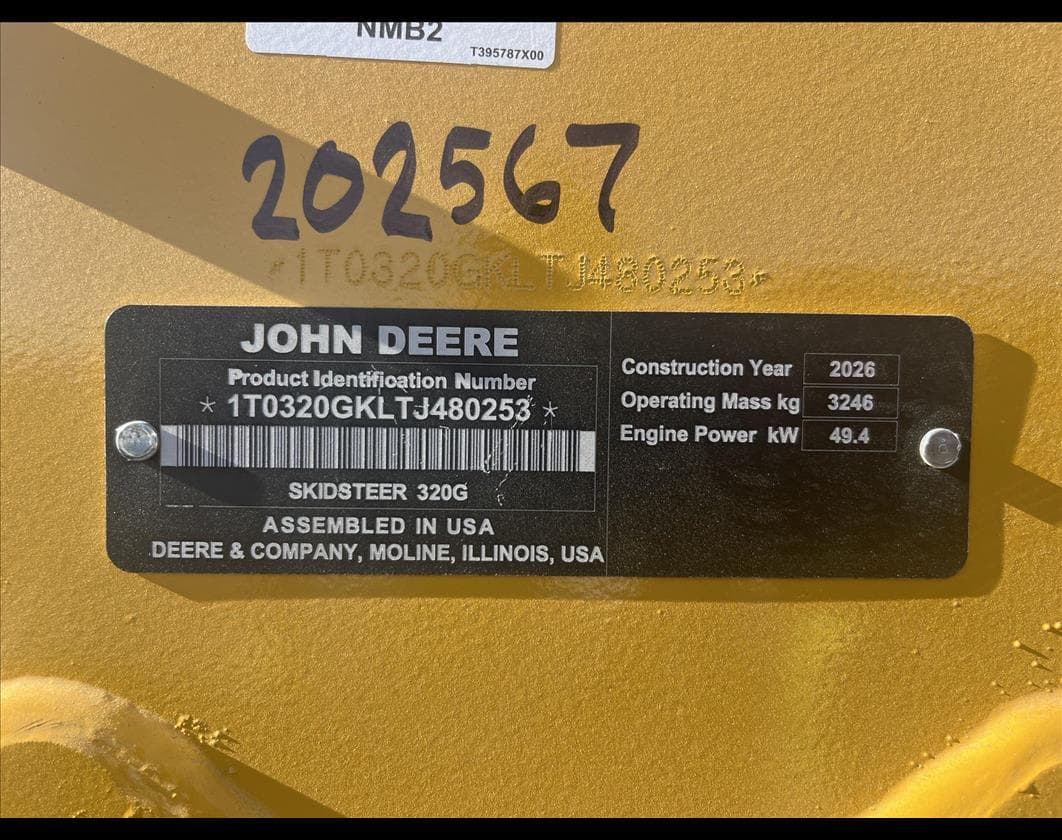 NMB2
T395787X00
202567
*1T0320GKLTJ480253*
JOHN DEERE
Product Identification Number
* 1T0320GKLTJ480253 *
SKIDSTEER 320G
ASSEMBLED IN USA
DEERE & COMPANY, MOLINE, ILLINOIS, USA
Construction Year 2026
Operating Mass kg 3246
Engine Power kW 49.4